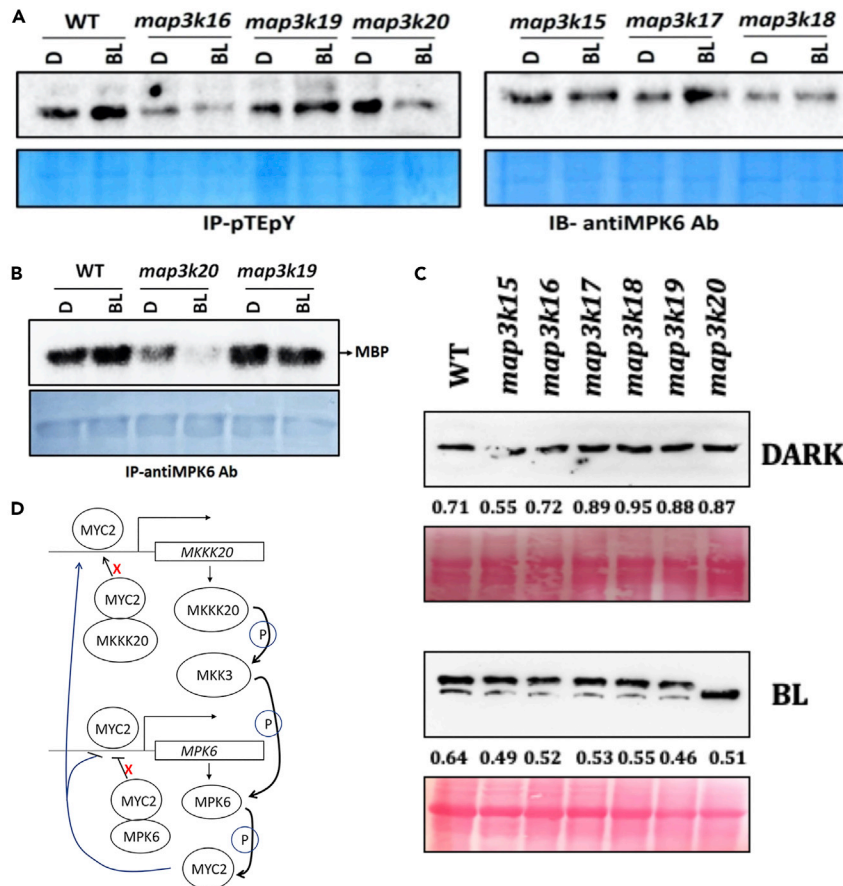 A
WT map3k16 map3k19 map3k20 map3k15 map3k17 map3k18
D BL D BL D BL D BL D BL D BL D BL
IP-pTEpY IB- antiMPK6 Ab
B
WT map3k20 map3k19
D BL D BL D BL
MBP
IP-antiMPK6 Ab
C
WT map3k15 map3k16 map3k17 map3k18 map3k19 map3k20
DARK
0.71 0.55 0.72 0.89 0.95 0.88 0.87
BL
0.64 0.49 0.52 0.53 0.55 0.46 0.51
D
MYC2
MKKK20
X
MYC2
MKKK20
MKKK20
P
MKK3
MYC2
P
MPK6
X
MYC2
MPK6
MPK6
P
MYC2